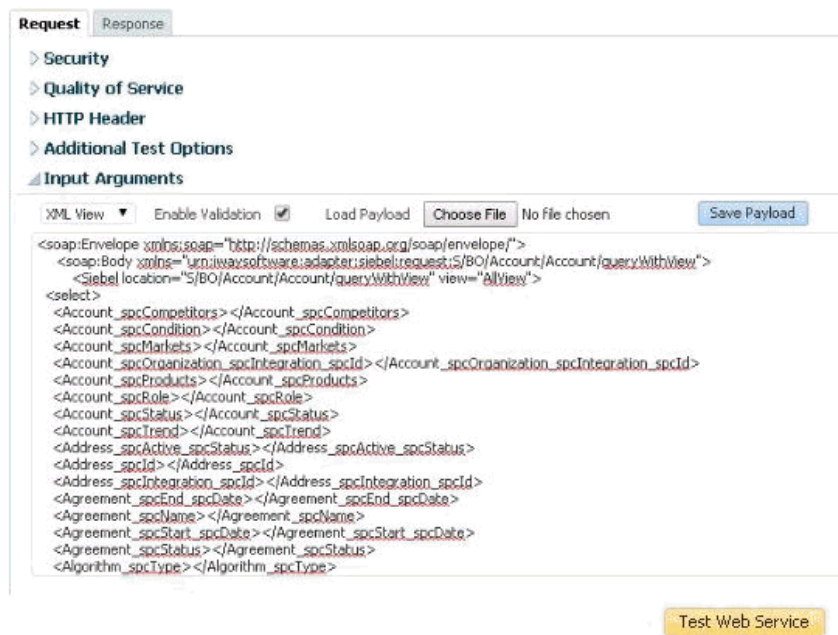 Request Response
Security
Quality of Service
HTTP Header
Additional Test Options
Input Arguments
XML View Enable Validation Load Payload Choose File No file chosen Save Payload
<soap:Envelope xmlns:soap="http://schemas.xmlsoap.org/soap/envelope/">
<soap:Body xmlns="urn:iwaysoftware:adapter:siebel:request:S/BO/Account/Account/queryWithView">
<Siebel location="S/BO/Account/Account/queryWithView" view="AllView">
<select>
<Account_spcCompetitors></Account_spcCompetitors>
<Account_spcCondition></Account_spcCondition>
<Account_spcMarkets></Account_spcMarkets>
<Account_spcOrganization_spcIntegration_spcId></Account_spcOrganization_spcIntegration_spcId>
<Account_spcProducts></Account_spcProducts>
<Account_spcRole></Account_spcRole>
<Account_spcStatus></Account_spcStatus>
<Account_spcTrend></Account_spcTrend>
<Address_spcActive_spcStatus></Address_spcActive_spcStatus>
<Address_spcId></Address_spcId>
<Address_spcIntegration_spcId></Address_spcIntegration_spcId>
<Agreement_spcEnd_spcDate></Agreement_spcEnd_spcDate>
<Agreement_spcName></Agreement_spcName>
<Agreement_spcStart_spcDate></Agreement_spcStart_spcDate>
<Agreement_spcStatus></Agreement_spcStatus>
<Algorithm_spcType></Algorithm_spcType>
Test Web Service